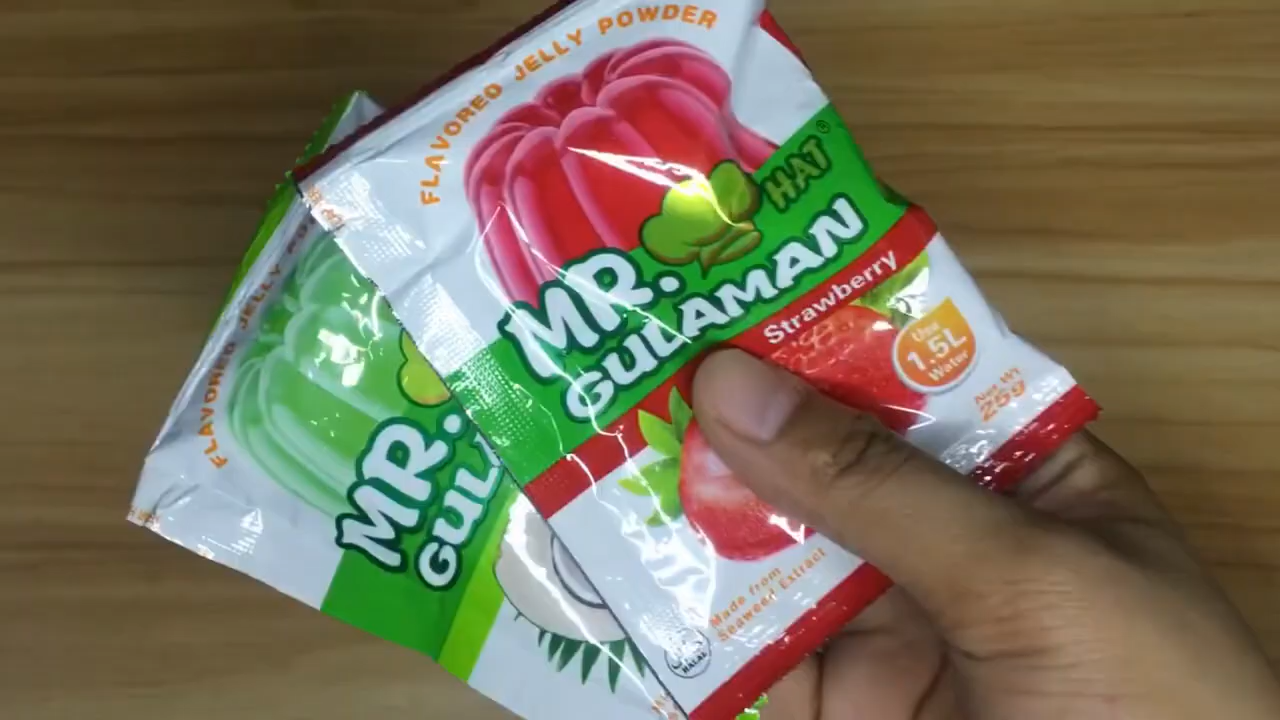 FLAVORED JELLY POWDER
HAT®
MR.
GULAMAN
Strawberry
Use
1.5L
Water
Net Wt
25g
Made from
Seaweed Extract
HALAL
FLAVORED JELLY
MR.
GUL